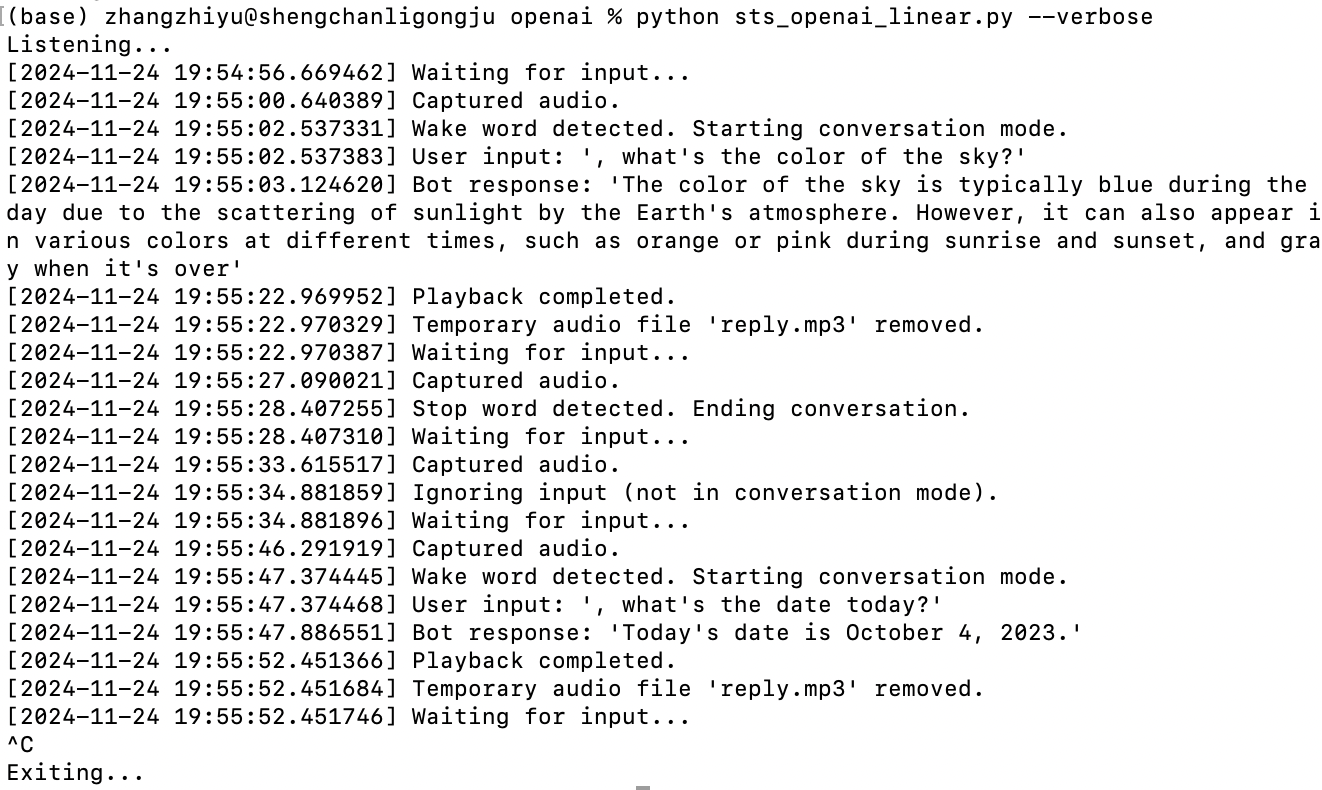 (base) zhangzhiyu@shengchanligongju openai % python sts_openai_linear.py --verbose
Listening...
[2024-11-24 19:54:56.669462] Waiting for input...
[2024-11-24 19:55:00.640389] Captured audio.
[2024-11-24 19:55:02.537331] Wake word detected. Starting conversation mode.
[2024-11-24 19:55:02.537383] User input: ', what's the color of the sky?'
[2024-11-24 19:55:03.124620] Bot response: 'The color of the sky is typically blue during the
day due to the scattering of sunlight by the Earth's atmosphere. However, it can also appear i
n various colors at different times, such as orange or pink during sunrise and sunset, and gra
y when it's over'
[2024-11-24 19:55:22.969952] Playback completed.
[2024-11-24 19:55:22.970329] Temporary audio file 'reply.mp3' removed.
[2024-11-24 19:55:22.970387] Waiting for input...
[2024-11-24 19:55:27.090021] Captured audio.
[2024-11-24 19:55:28.407255] Stop word detected. Ending conversation.
[2024-11-24 19:55:28.407310] Waiting for input...
[2024-11-24 19:55:33.615517] Captured audio.
[2024-11-24 19:55:34.881859] Ignoring input (not in conversation mode).
[2024-11-24 19:55:34.881896] Waiting for input...
[2024-11-24 19:55:46.291919] Captured audio.
[2024-11-24 19:55:47.374445] Wake word detected. Starting conversation mode.
[2024-11-24 19:55:47.374468] User input: ', what's the date today?'
[2024-11-24 19:55:47.886551] Bot response: 'Today's date is October 4, 2023.'
[2024-11-24 19:55:52.451366] Playback completed.
[2024-11-24 19:55:52.451684] Temporary audio file 'reply.mp3' removed.
[2024-11-24 19:55:52.451746] Waiting for input...
^C
Exiting...